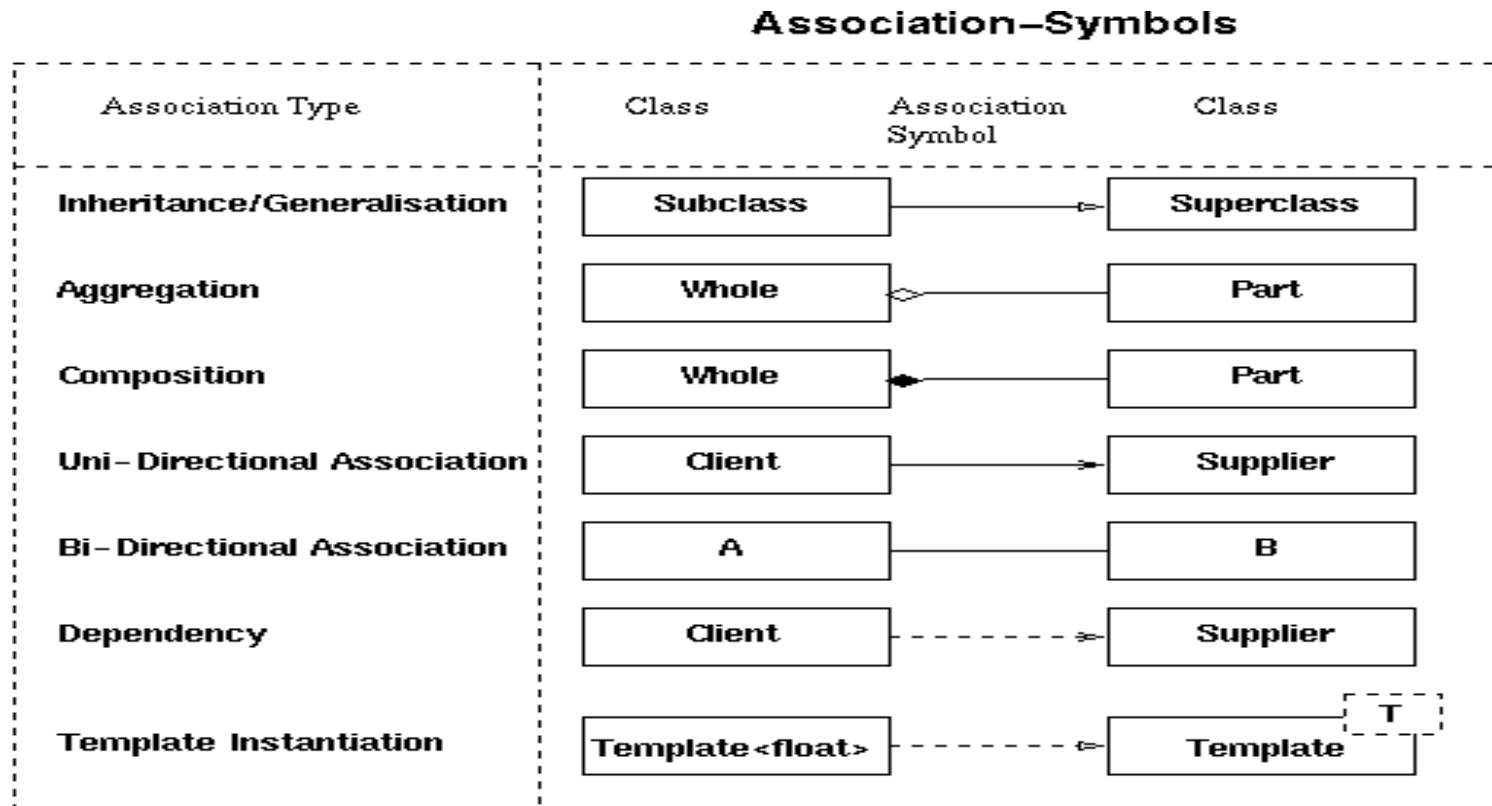 Association-Symbols
Association Type Class Association Symbol Class
Inheritance/Generalisation Subclass Superclass
Aggregation Whole Part
Composition Whole Part
Uni-Directional Association Client Supplier
Bi-Directional Association A B
Dependency Client Supplier
T
Template Instantiation Template<float> Template